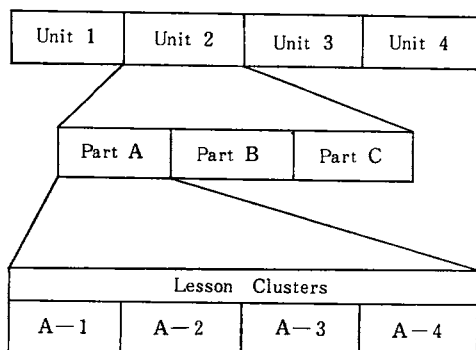 Unit 1 Unit 2 Unit 3 Unit 4
Part A Part B Part C
Lesson Clusters
A－1 A－2 A－3 A－4